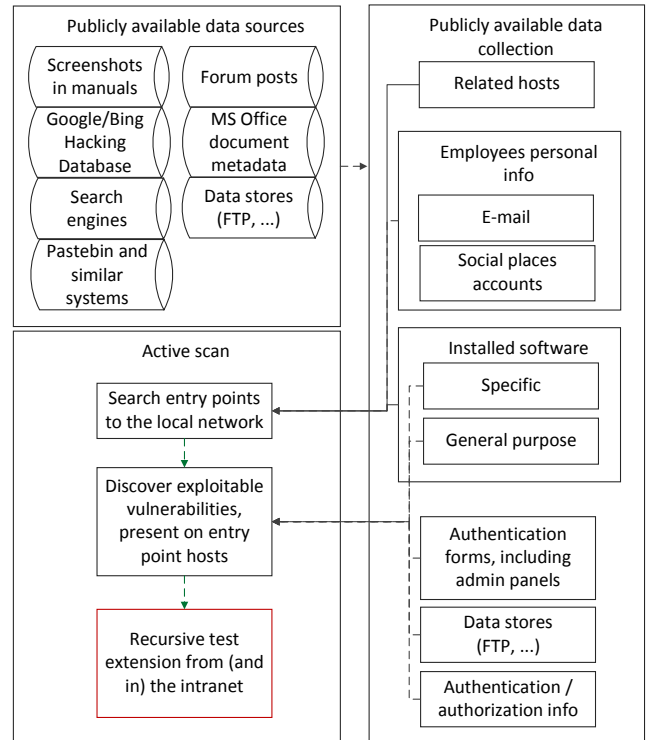 Publicly available data sources
Screenshots
in manuals
Forum posts
Google/Bing
Hacking
Database
MS Office
document
metadata
Search
engines
Data stores
(FTP, ...)
Pastebin and
similar
systems
Publicly available data
collection
Related hosts
Employees personal
info
E-mail
Social places
accounts
Installed software
Specific
General purpose
Authentication
forms, including
admin panels
Data stores
(FTP, ...)
Authentication /
authorization info
Active scan
Search entry points
to the local network
Discover exploitable
vulnerabilities,
present on entry
point hosts
Recursive test
extension from (and
in) the intranet